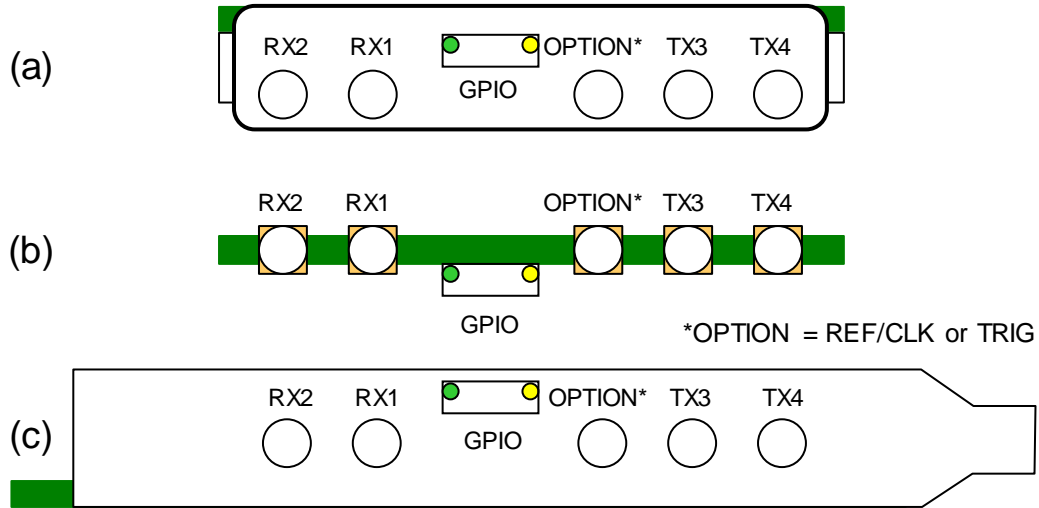 (a)
RX2 RX1 OPTION* TX3 TX4
GPIO
(b)
RX2 RX1 OPTION* TX3 TX4
GPIO
*OPTION = REF/CLK or TRIG
(c)
RX2 RX1 OPTION* TX3 TX4
GPIO